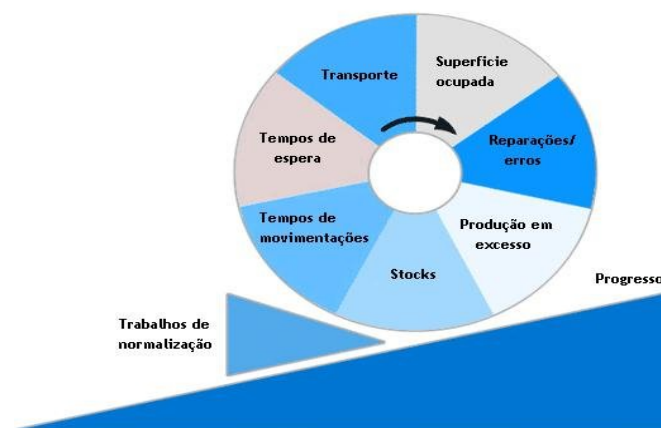 Transporte
Superficie
ocupada
Tempos de
espera
Reparações/
erros
Tempos de
movimentações
Produção em
excesso
Stocks
Progresso
Trabalhos de
normalização